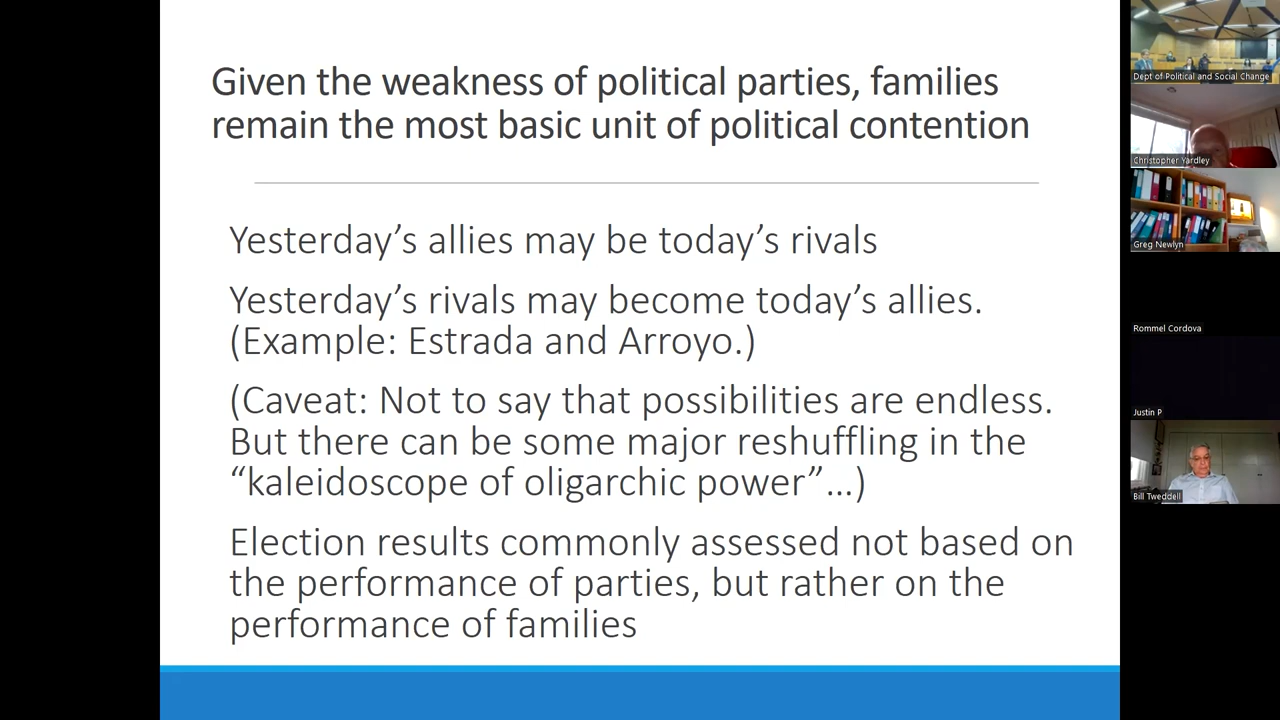 Given the weakness of political parties, families
remain the most basic unit of political contention
Yesterday’s allies may be today’s rivals
Yesterday’s rivals may become today’s allies.
(Example: Estrada and Arroyo.)
(Caveat: Not to say that possibilities are endless.
But there can be some major reshuffling in the
“kaleidoscope of oligarchic power”…)
Election results commonly assessed not based on
the performance of parties, but rather on the
performance of families
Dept of Political and Social Change
Christopher Yardley
Greg Newlyn
Rommel Cordova
Justin P
Bill Tweddell